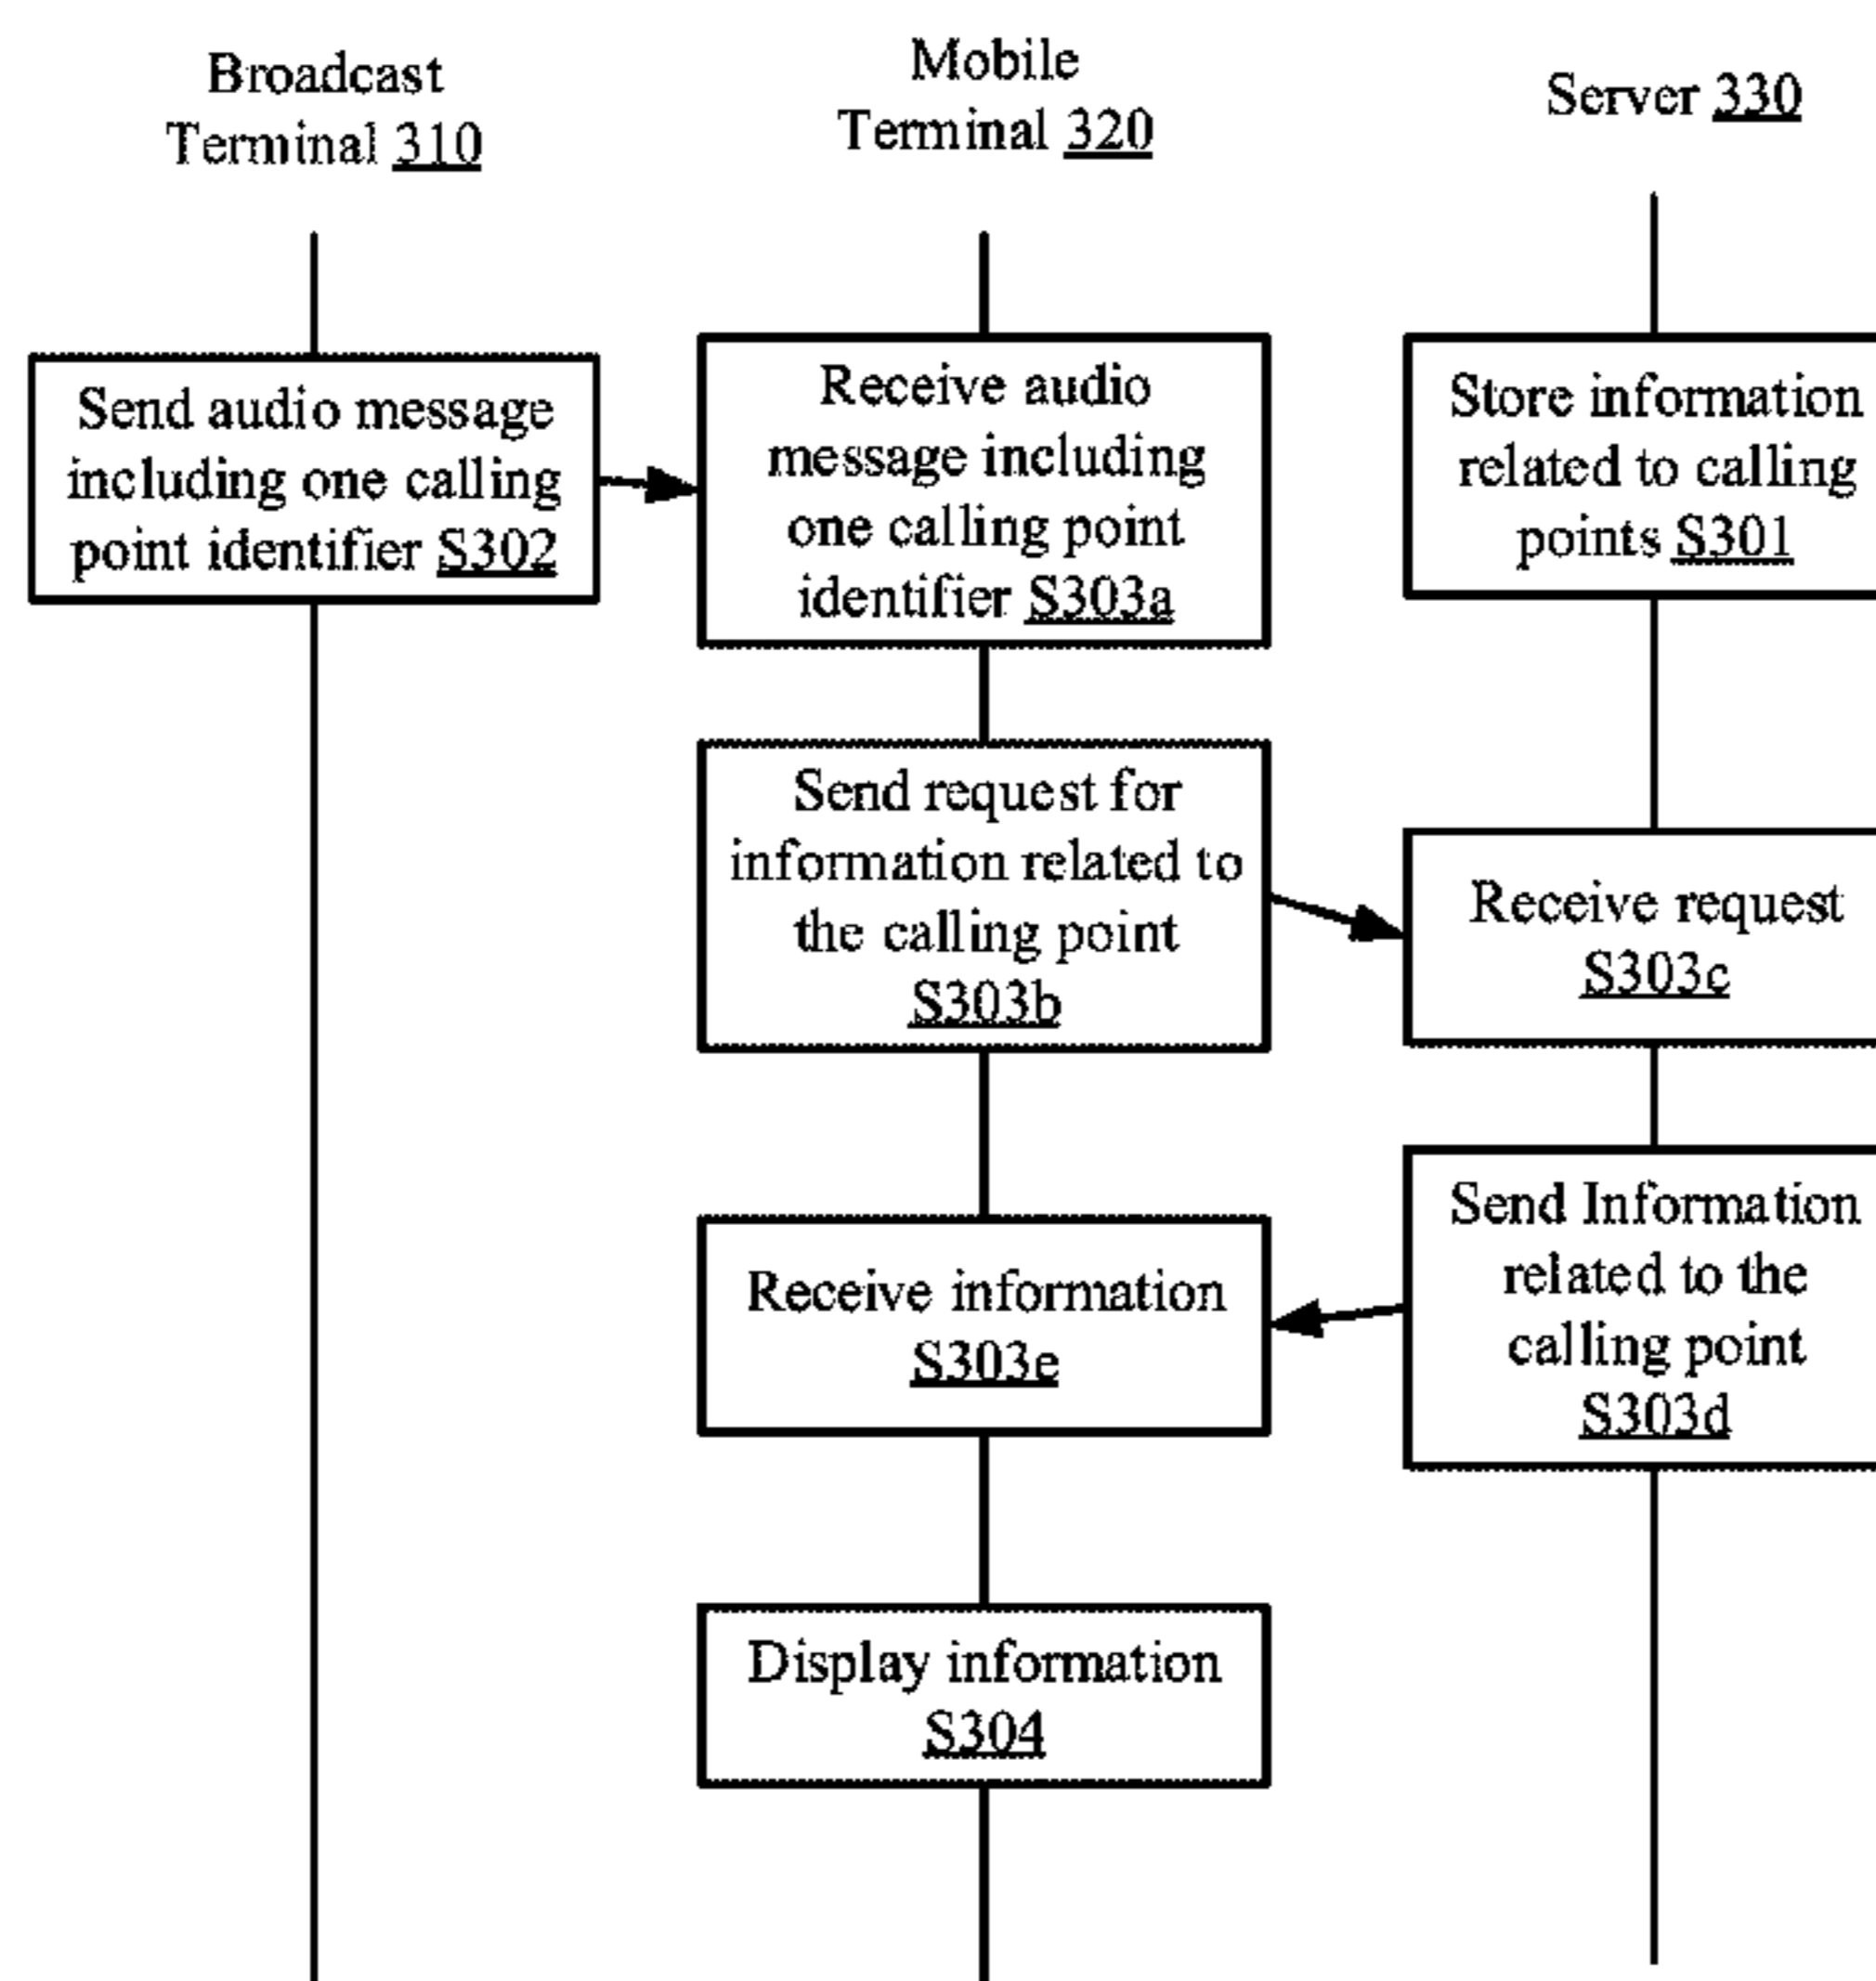 Broadcast
Terminal 310
Mobile
Terminal 320
Server 330
Send audio message
including one calling
point identifier S302
Receive audio
message including
one calling point
identifier S303a
Store information
related to calling
points S301
Send request for
information related to
the calling point
S303b
Receive request
S303c
Send Information
related to the
calling point
S303d
Receive information
S303e
Display information
S304